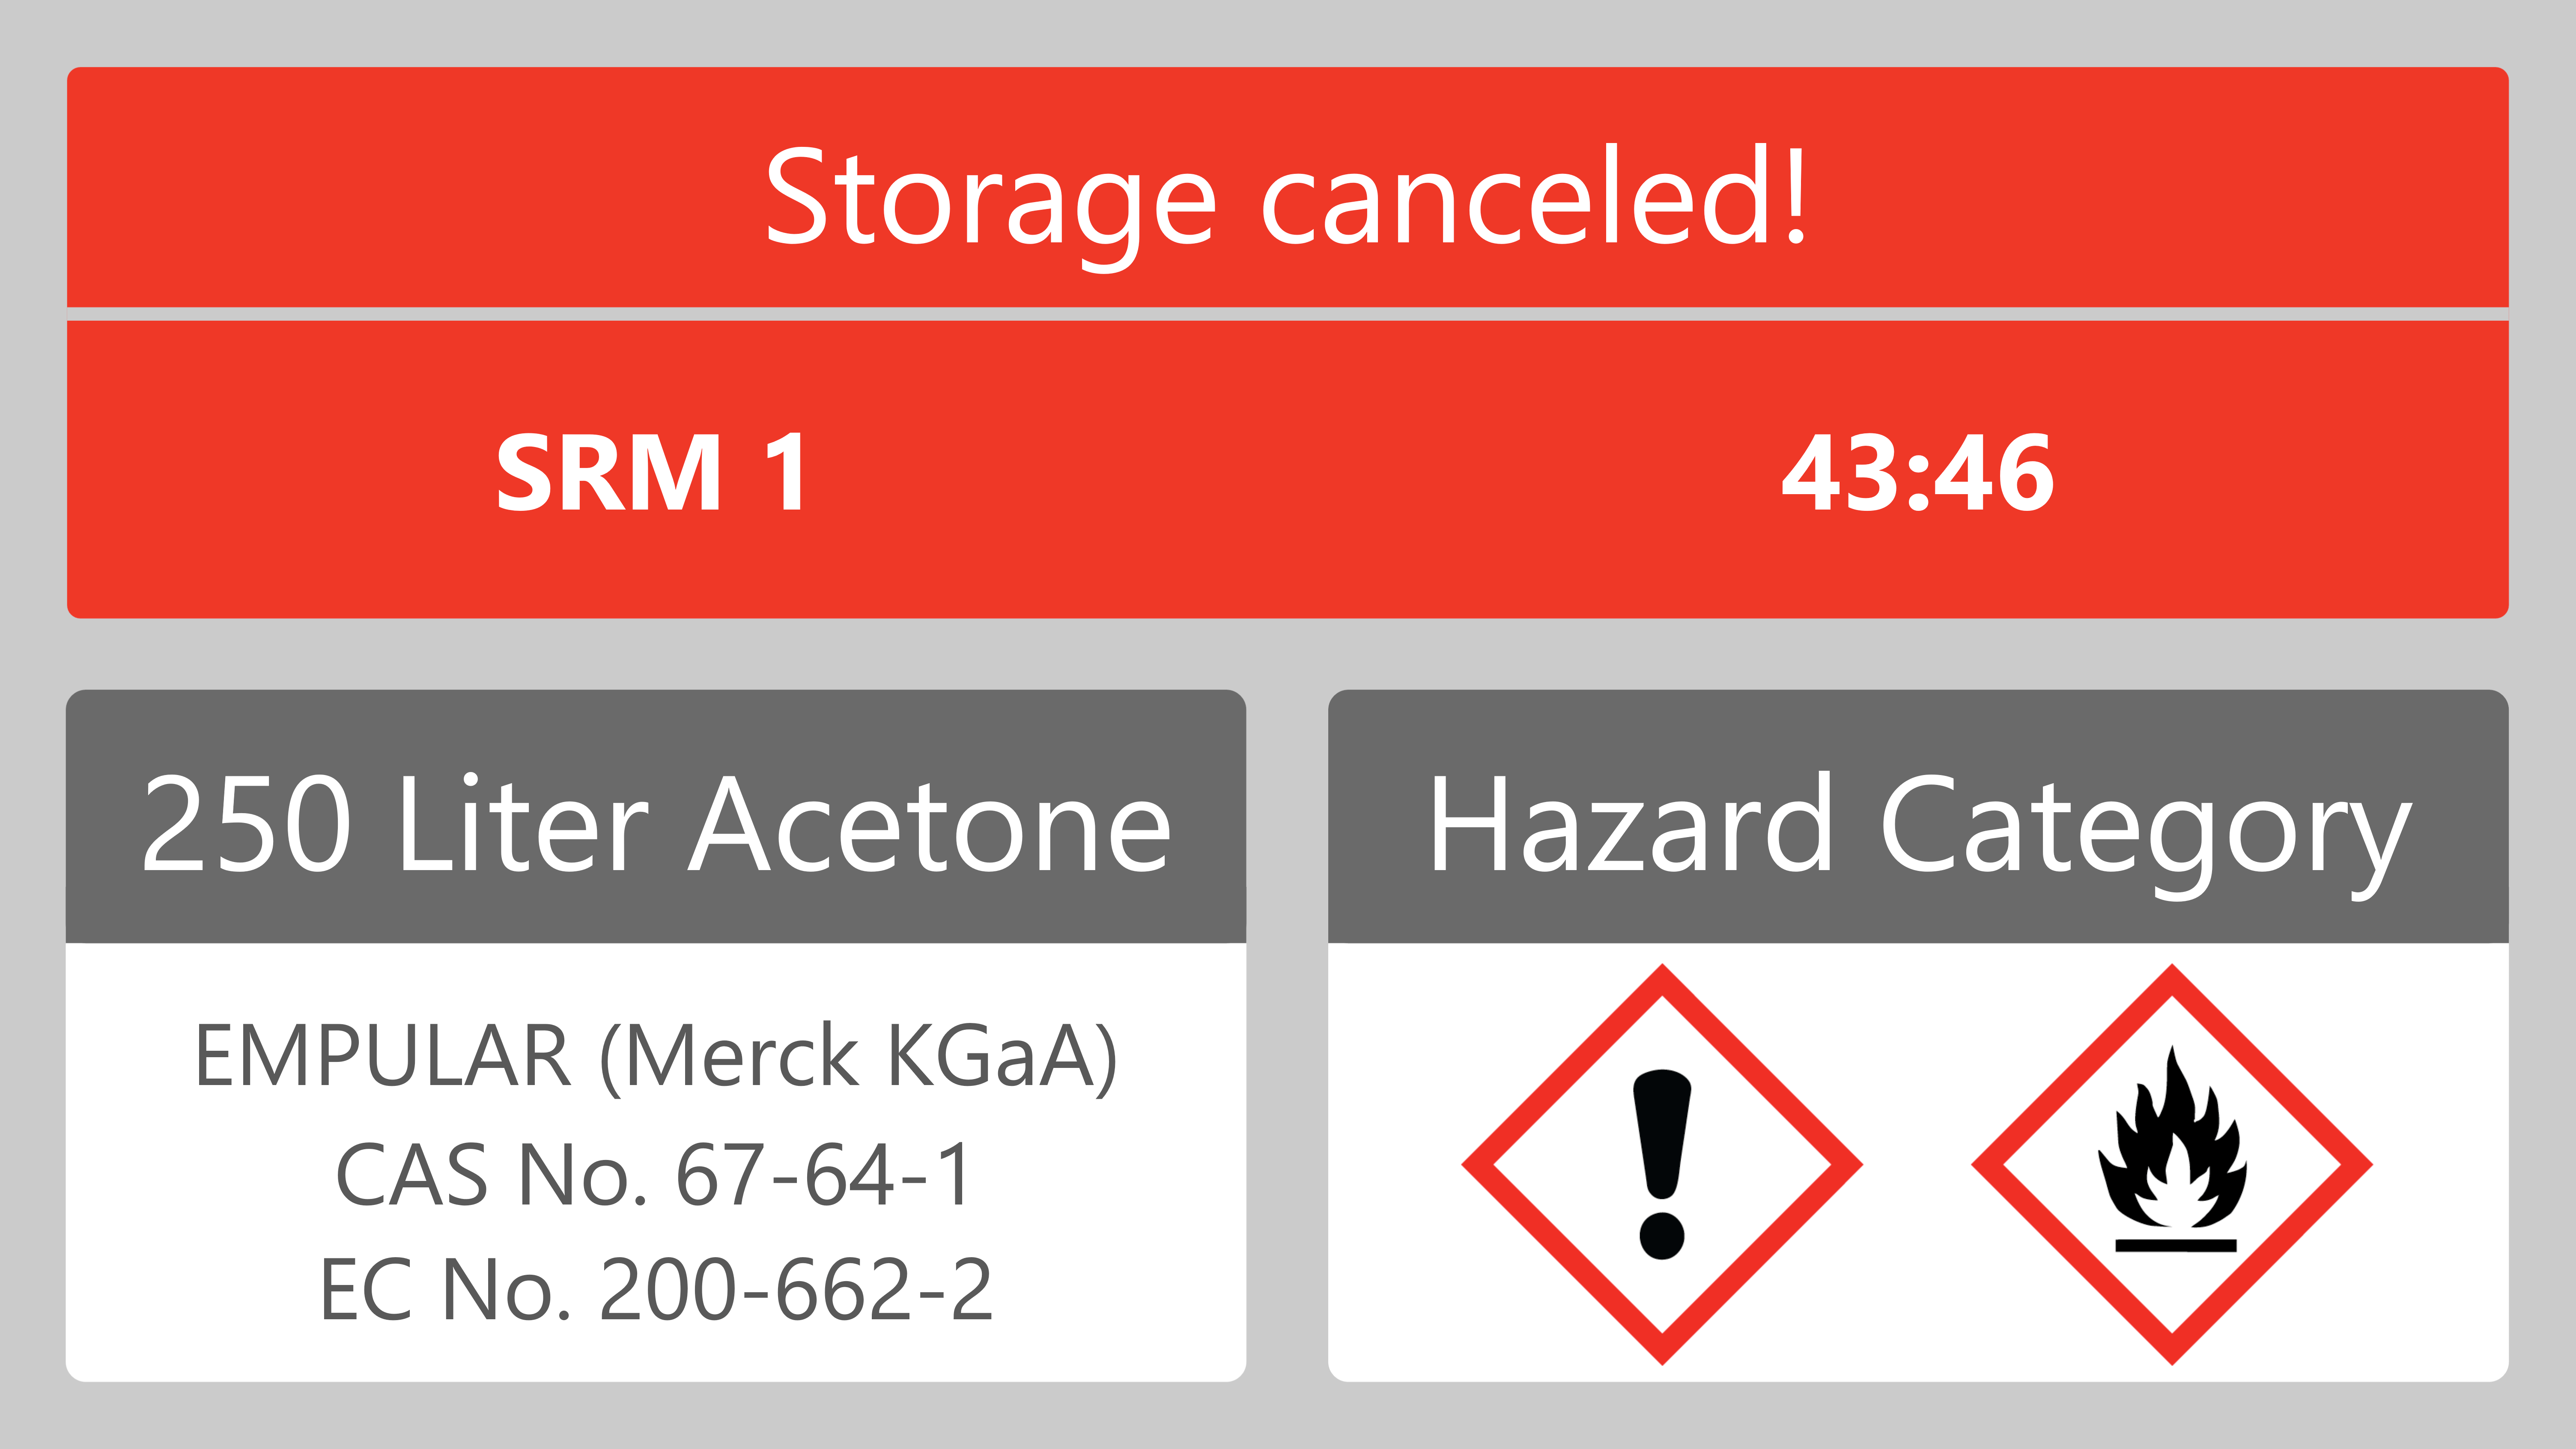 Storage canceled!
SRM 1
43:46
250 Liter Acetone
EMPULAR (Merck KGaA)
CAS No. 67-64-1
EC No. 200-662-2
Hazard Category